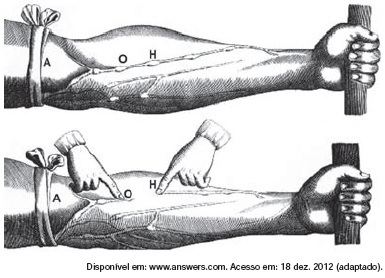 A O H
A O H
Disponível em: www.answers.com. Acesso em: 18 dez. 2012 (adaptado).